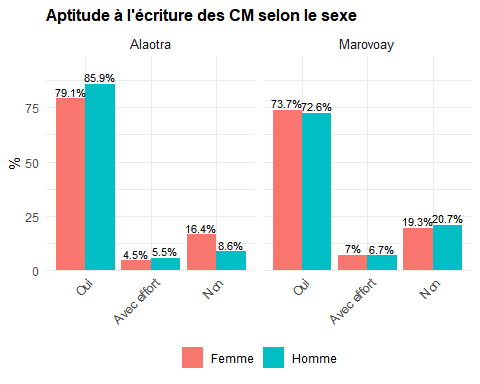 Aptitude à l'écriture des CM selon le sexe
Alaotra
Marovoay
%
75
50
25
0
79.1%
85.9%
4.5%
5.5%
16.4%
8.6%
73.7%
72.6%
7%
6.7%
19.3%
20.7%
Oui
Avec effort
Non
Oui
Avec effort
Non
Femme
Homme